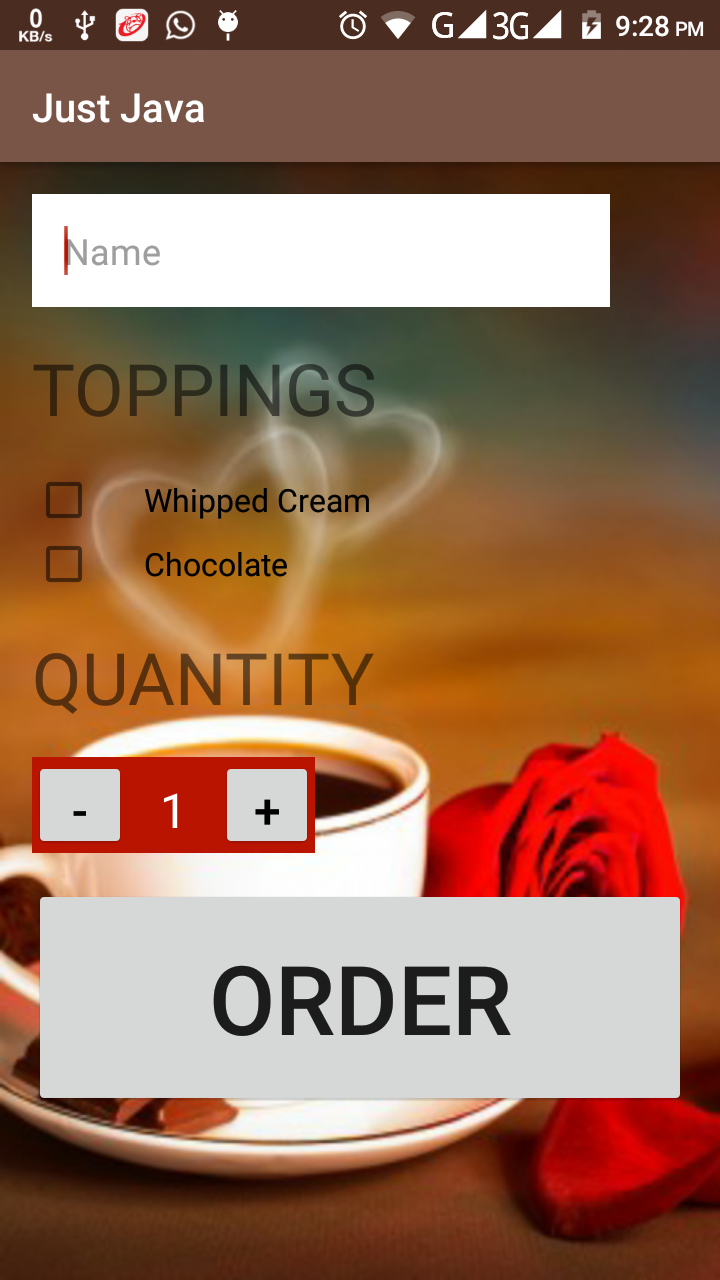 0 KB/s G 3G 9:28 PM
Just Java
Name
TOPPINGS
Whipped Cream
Chocolate
QUANTITY
- 1 +
ORDER